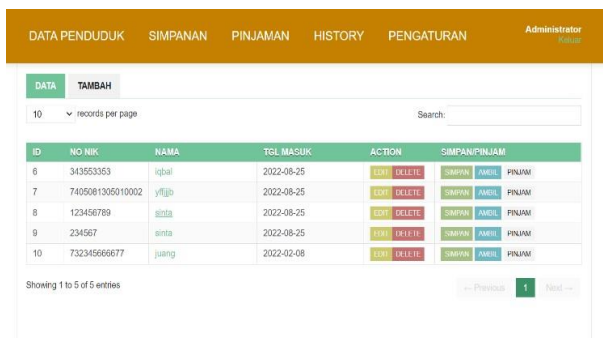 DATA PENDUDUK SIMPANAN PINJAMAN HISTORY PENGATURAN Administrator
Keluar
DATA TAMBAH
10 records per page Search:
ID NO NIK NAMA TGL MASUK ACTION SIMPAN/PINJAM
6 343553353 iqbal 2022-08-25 EDIT DELETE SIMPAN AMBIL PINJAM
7 7405081305010002 yffjjb 2022-08-25 EDIT DELETE SIMPAN AMBIL PINJAM
8 123456789 sinta 2022-08-25 EDIT DELETE SIMPAN AMBIL PINJAM
9 234567 sinta 2022-08-25 EDIT DELETE SIMPAN AMBIL PINJAM
10 732345666677 juang 2022-02-08 EDIT DELETE SIMPAN AMBIL PINJAM
Showing 1 to 5 of 5 entries ← Previous 1 Next →